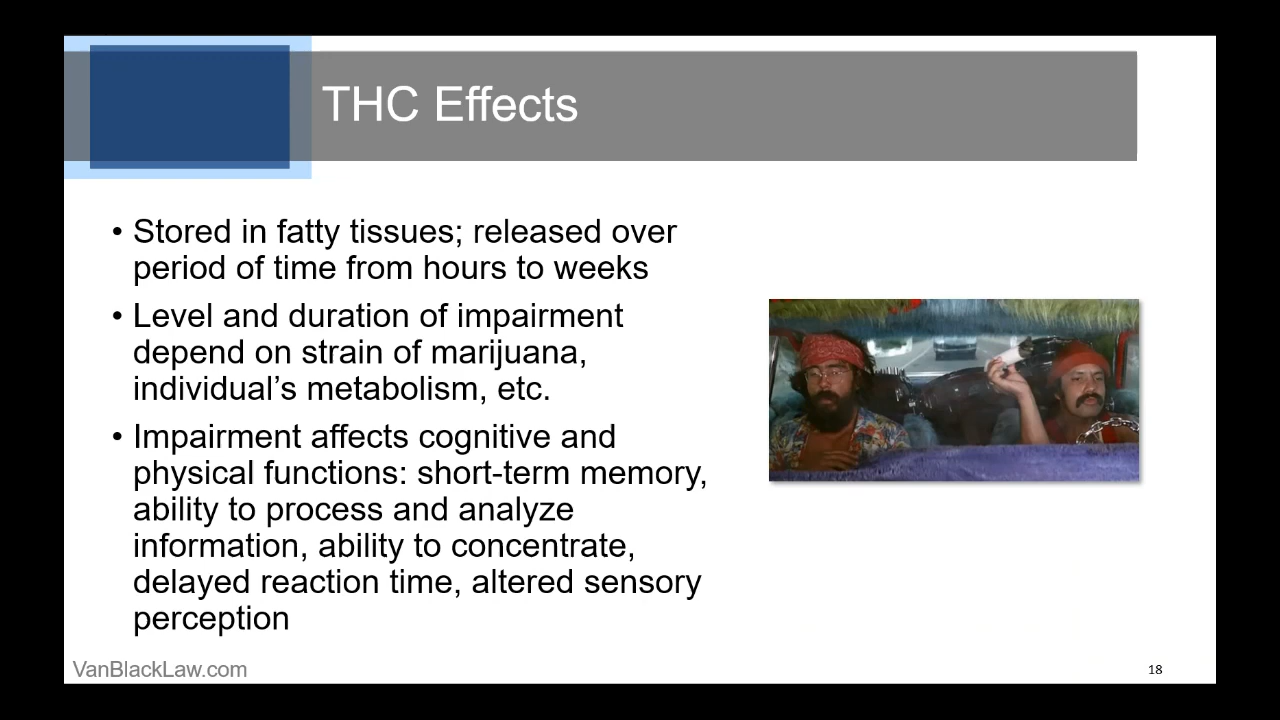 THC Effects
• Stored in fatty tissues; released over
period of time from hours to weeks
• Level and duration of impairment
depend on strain of marijuana,
individual’s metabolism, etc.
• Impairment affects cognitive and
physical functions: short-term memory,
ability to process and analyze
information, ability to concentrate,
delayed reaction time, altered sensory
perception
VanBlackLaw.com
18